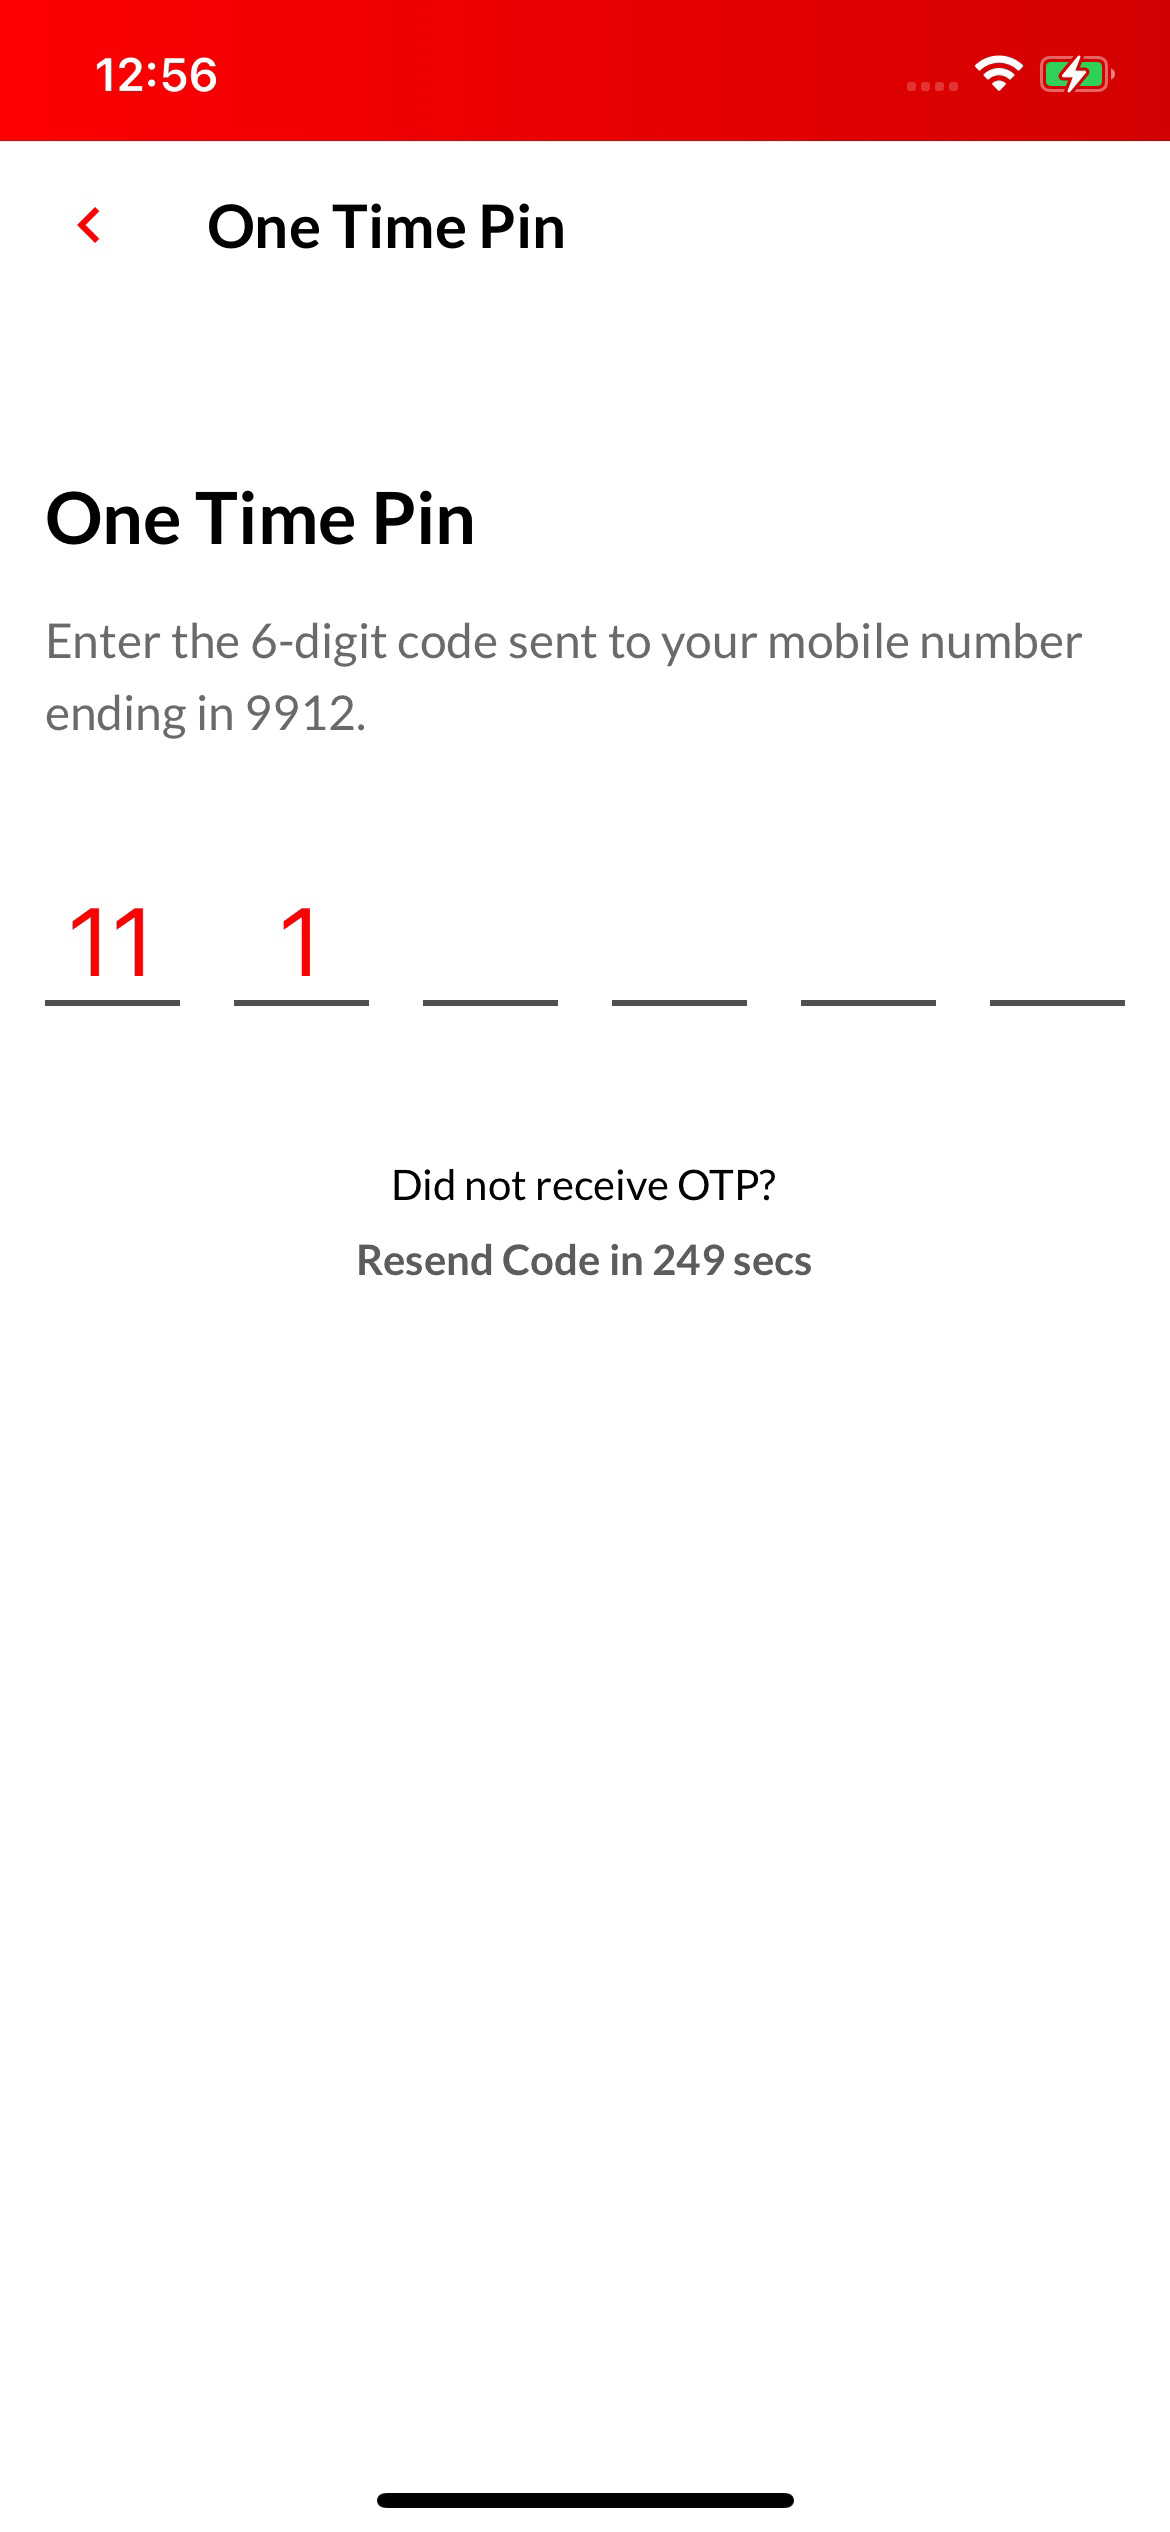 12:56
One Time Pin
One Time Pin
Enter the 6-digit code sent to your mobile number
ending in 9912.
11 1
Did not receive OTP?
Resend Code in 249 secs